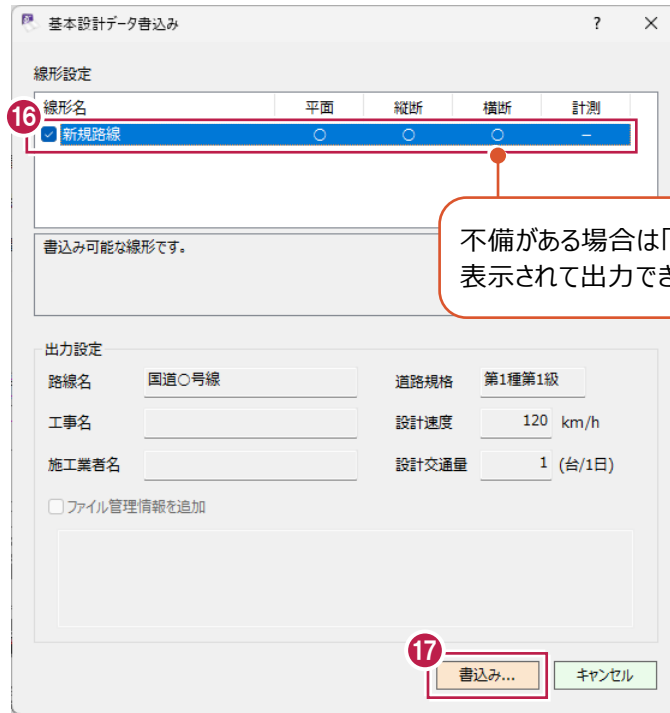 基本設計データ書込み
線形設定
線形名 平面 縦断 横断 計測
16
新規路線 ○ ○ ○ －
不備がある場合は「
表示されて出力でき
書込み可能な線形です。
出力設定
路線名 国道○号線 道路規格 第1種第1級
工事名 設計速度 120 km/h
施工業者名 設計交通量 1 (台/1日)
ファイル管理情報を追加
17
書込み... キャンセル